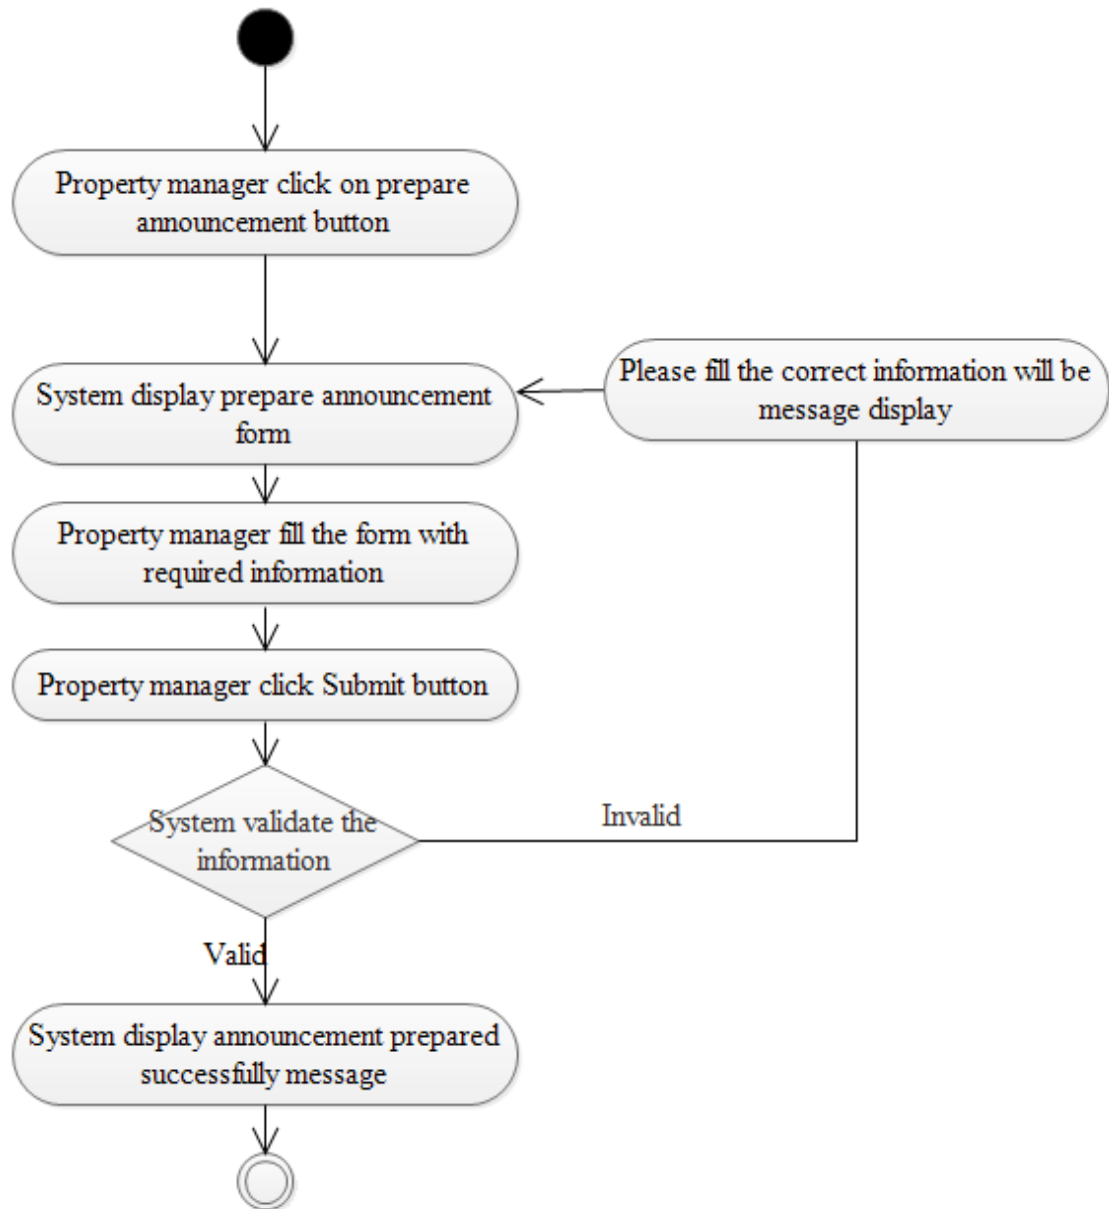 Property manager click on prepare
announcement button
System display prepare announcement
form
Please fill the correct information will be
message display
Property manager fill the form with
required information
Property manager click Submit button
System validate the
information
Invalid
Valid
System display announcement prepared
successfully message